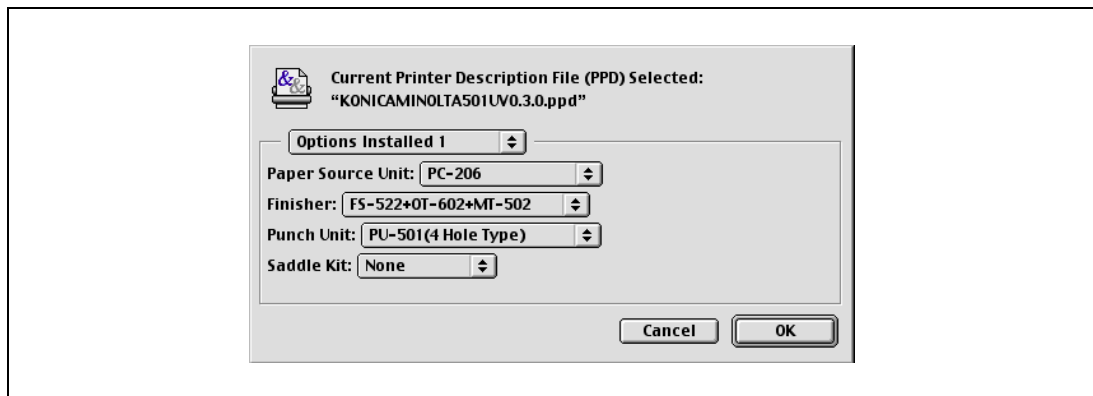 Current Printer Description File (PPD) Selected:
“KONICAMINOLTA501UV0.3.0.ppd”
Options Installed 1
Paper Source Unit: PC-206
Finisher: FS-522+OT-602+MT-502
Punch Unit: PU-501(4 Hole Type)
Saddle Kit: None
Cancel OK